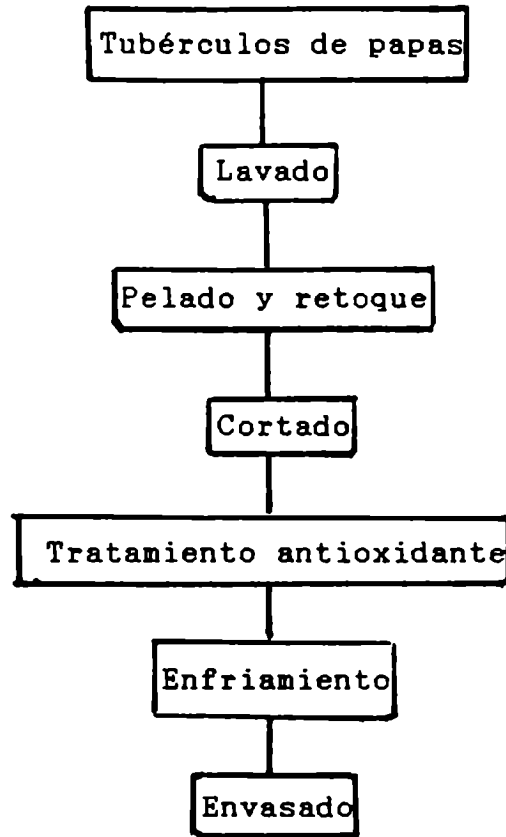 Tubérculos de papas
Lavado
Pelado y retoque
Cortado
Tratamiento antioxidante
Enfriamiento
Envasado